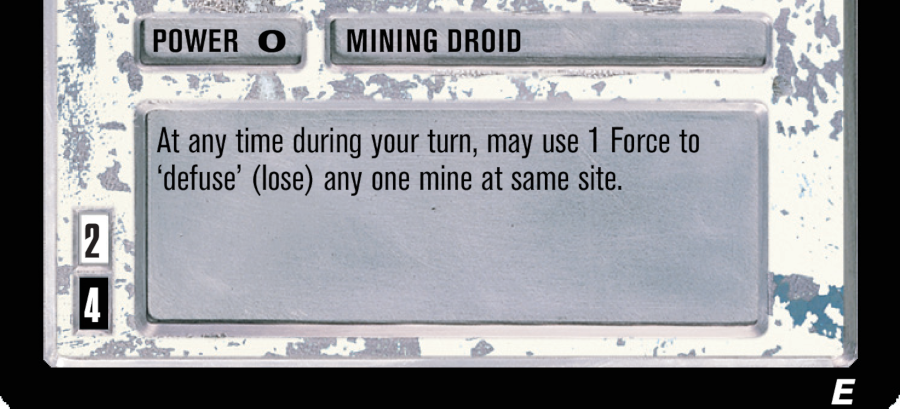 POWER 0 MINING DROID
At any time during your turn, may use 1 Force to
‘defuse’ (lose) any one mine at same site.
2
4
E